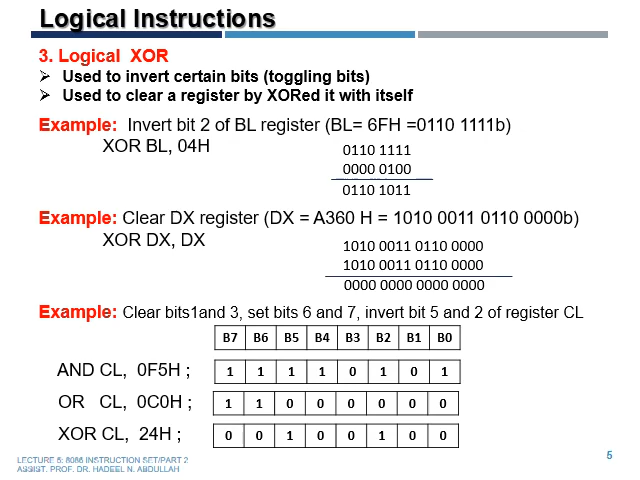 Logical Instructions
3. Logical XOR
➢ Used to invert certain bits (toggling bits)
➢ Used to clear a register by XORed it with itself
Example: Invert bit 2 of BL register (BL= 6FH =0110 1111b)
XOR BL, 04H
0110 1111
0000 0100
0110 1011
Example: Clear DX register (DX = A360 H = 1010 0011 0110 0000b)
XOR DX, DX
1010 0011 0110 0000
1010 0011 0110 0000
0000 0000 0000 0000
Example: Clear bits1and 3, set bits 6 and 7, invert bit 5 and 2 of register CL
B7 B6 B5 B4 B3 B2 B1 B0
AND CL, 0F5H ; 1 1 1 1 0 1 0 1
OR CL, 0C0H ; 1 1 0 0 0 0 0 0
XOR CL, 24H ; 0 0 1 0 0 1 0 0
LECTURE 5: 8086 INSTRUCTION SET/PART 2
ASSIST. PROF. DR. HADEEL N. ABDULLAH
5